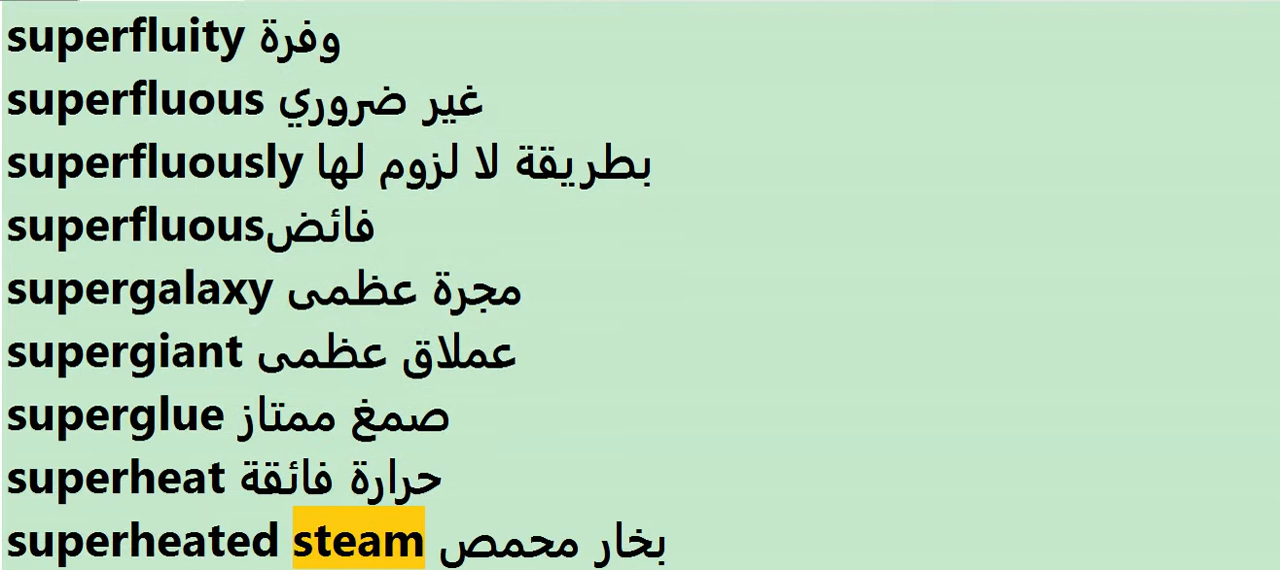 superfluity وفرة
superfluous غير ضروري
superfluously بطريقة لا لزوم لها
superfluousفائض
supergalaxy مجرة عظمى
supergiant عملاق عظمى
superglue صمغ ممتاز
superheat حرارة فائقة
superheated steam بخار محمص